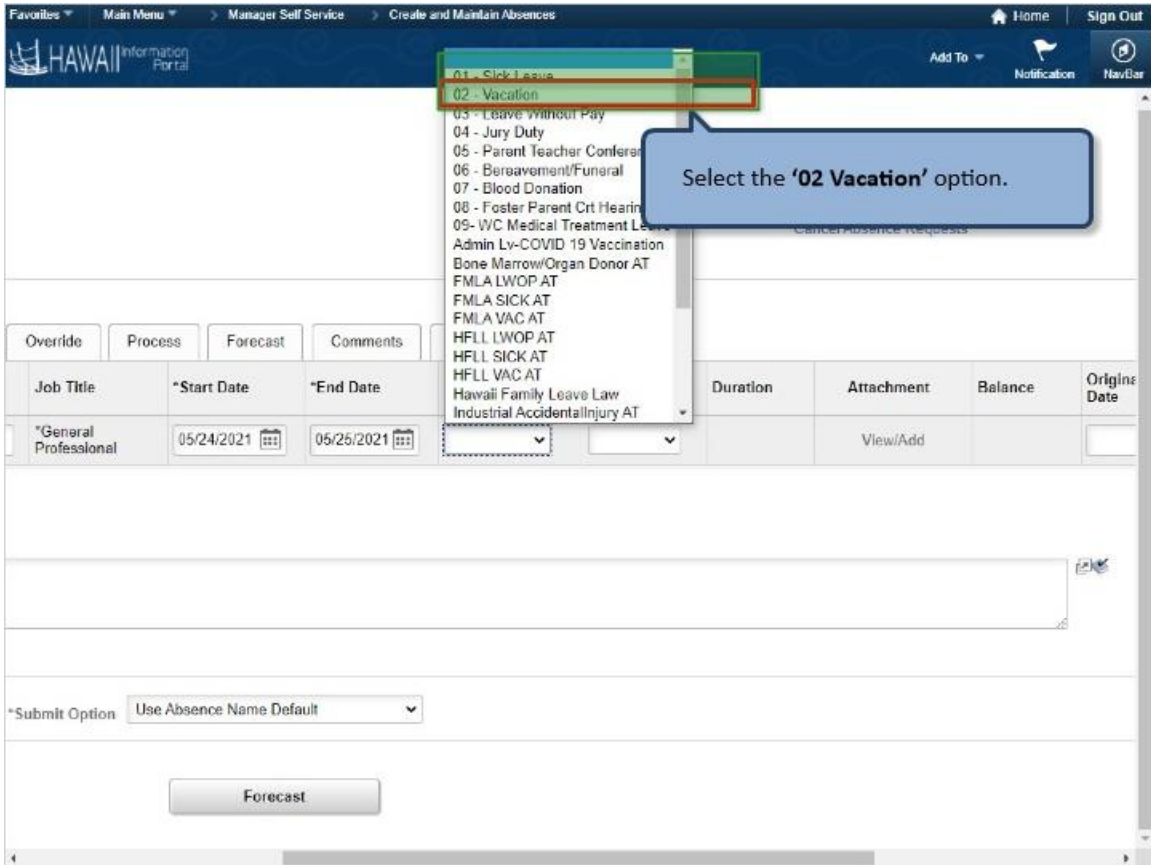 Favorites Main Menu > Manager Self Service > Create and Maintain Absences Home Sign Out
HAWAII Information Portal
Add To
Notification
NavBar
01 - Sick Leave
02 - Vacation
03 - Leave Without Pay
04 - Jury Duty
05 - Parent Teacher
06 - Bereavement/Funeral
07 - Blood Donation
08 - Foster Parent Crt
09- WC Medical Treatment
Admin Lv-COVID 19 Vaccination
Bone Marrow/Organ Donor AT
FMLA LWOP AT
FMLA SICK AT
FMLA VAC AT
HFLL LWOP AT
HFLL SICK AT
HFLL VAC AT
Hawaii Family Leave Law
Industrial AccidentalInjury AT
Select the '02 Vacation' option.
Cancel Absence Requests
Override Process Forecast Comments
Job Title *Start Date *End Date Duration Attachment Balance Date
*General Professional 05/24/2021 05/25/2021 View/Add
*Submit Option Use Absence Name Default
Forecast